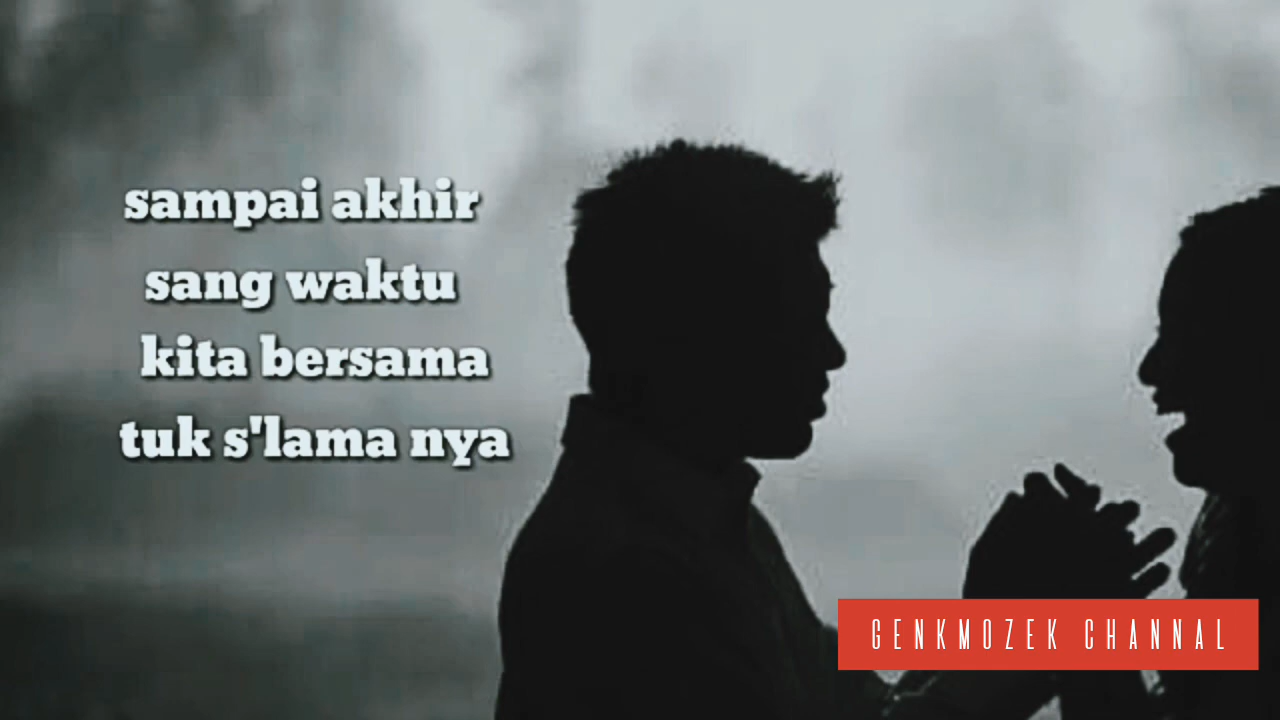 sampai akhir
sang waktu
kita bersama
tuk s'lama nya
GENKMOZEK CHANNAL